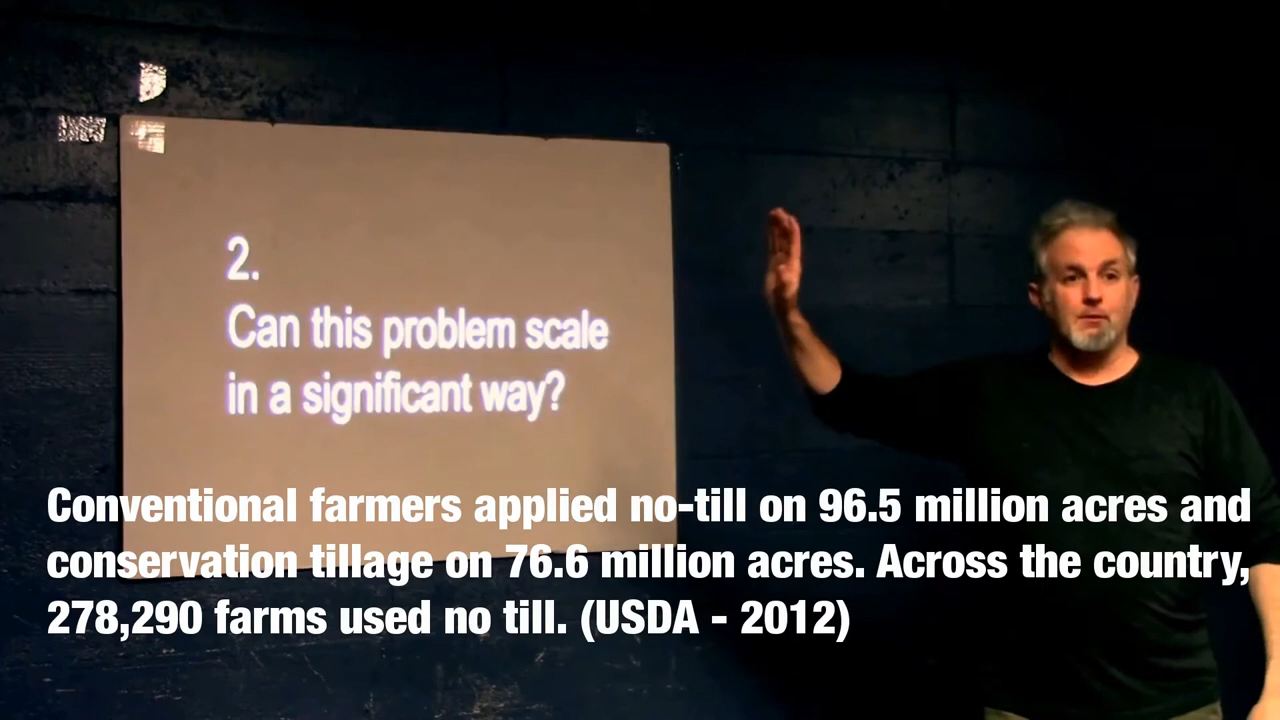 2.
Can this problem scale
in a significant way?
Conventional farmers applied no-till on 96.5 million acres and
conservation tillage on 76.6 million acres. Across the country,
278,290 farms used no till. (USDA - 2012)